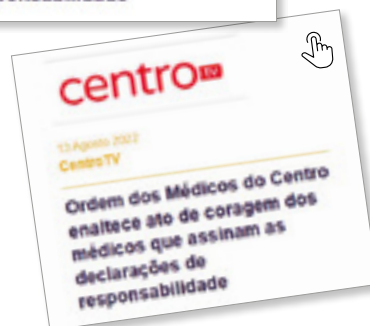 centro TV
13 Agosto 2022
CentroTV
Ordem dos Médicos do Centro
enaltece ato de coragem dos
médicos que assinam as
declarações de
responsabilidade